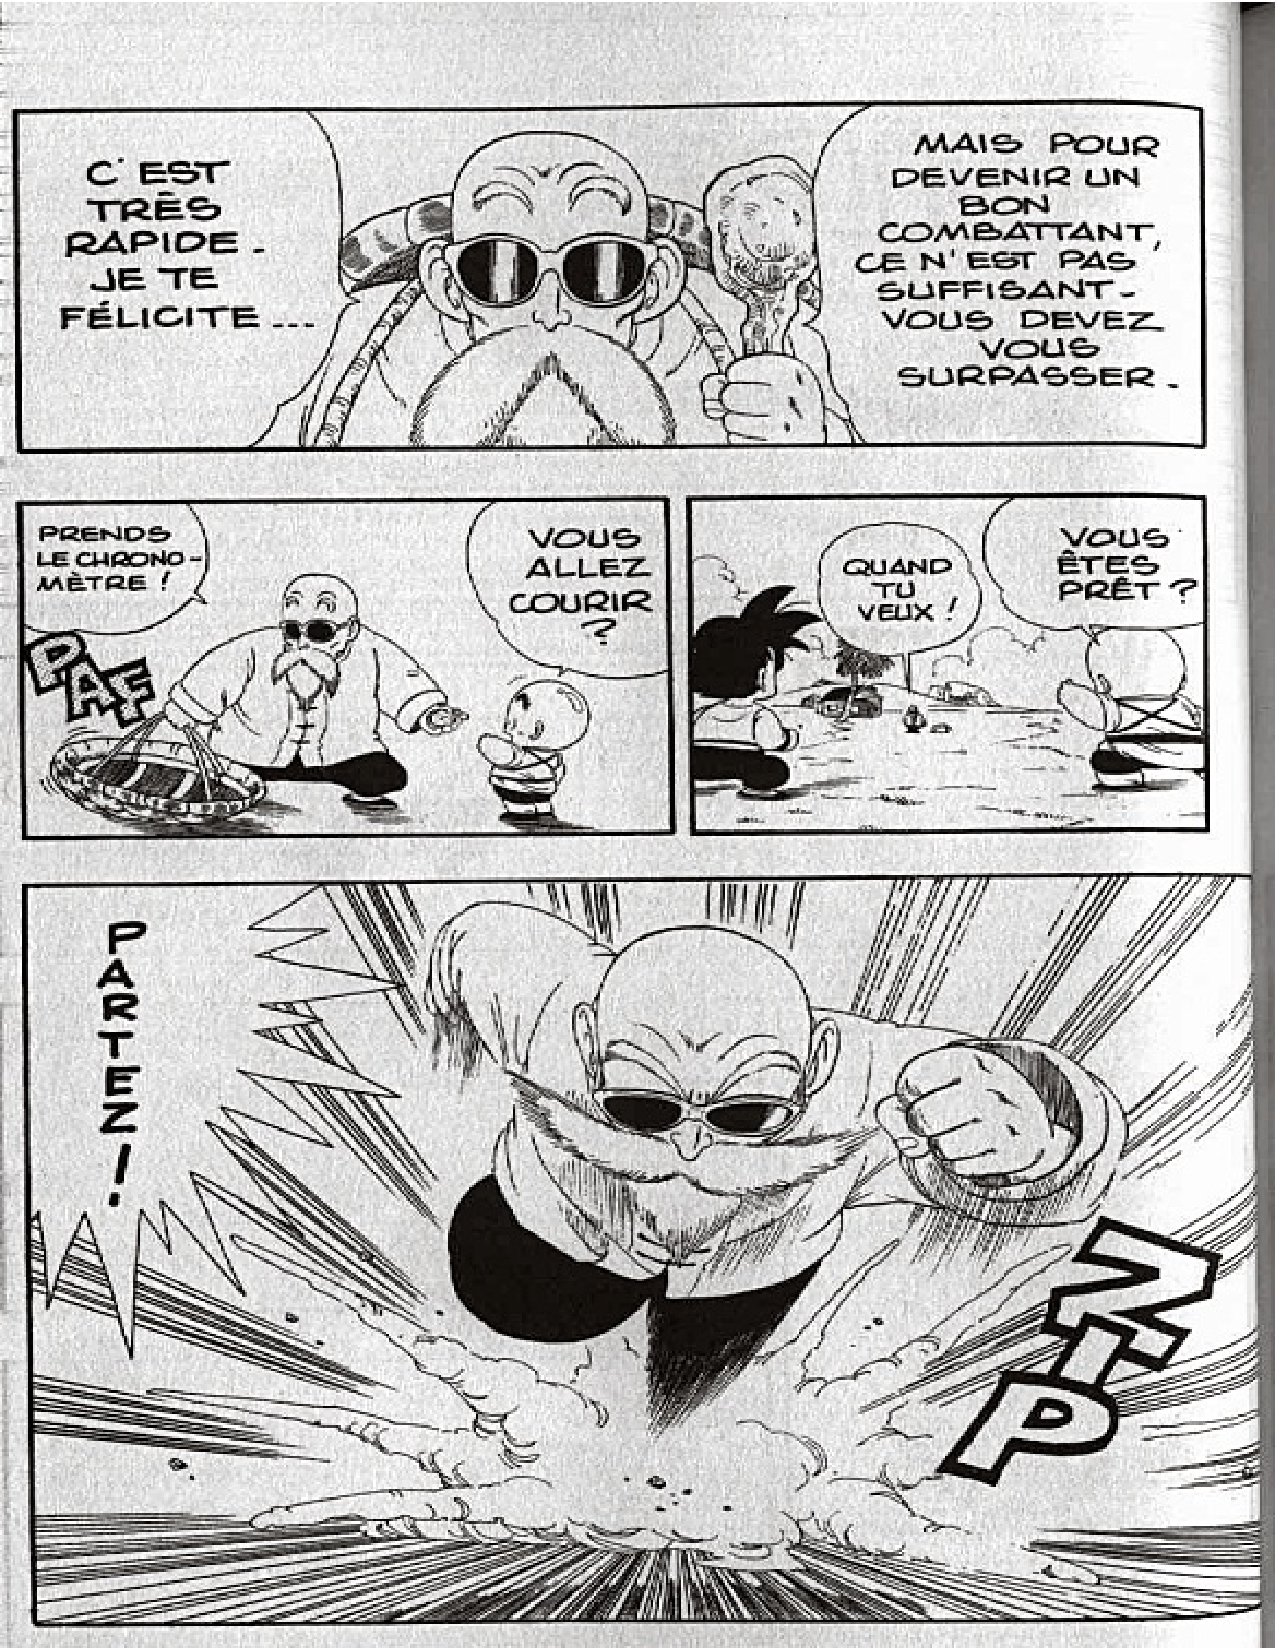 C'EST
TRÈS
RAPIDE.
JE TE
FÉLICITE...
MAIS POUR
DEVENIR UN
BON
COMBATTANT,
CE N'EST PAS
SUFFISANT.
VOUS DEVEZ
VOUS
SURPASSER.
PRENDS
LE CHRONO-
MÈTRE !
PAF
VOUS
ALLEZ
COURIR
?
QUAND
TU
VEUX !
VOUS
ÊTES
PRÊT ?
PARTEZ !
ZIP